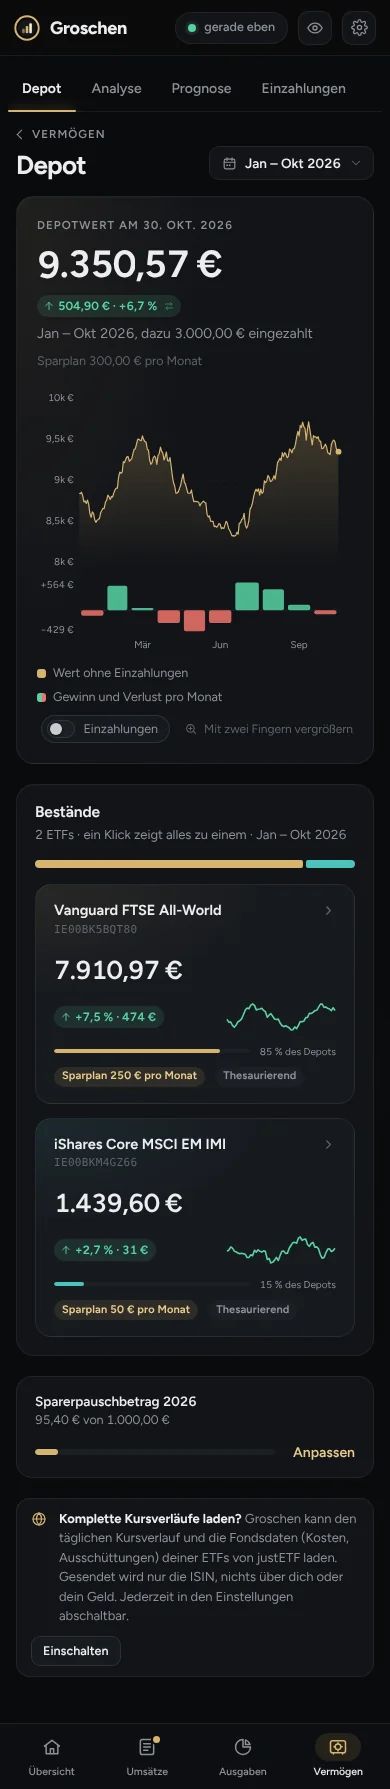 Groschen
gerade eben
Depot Analyse Prognose Einzahlungen
VERMÖGEN
Depot
Jan – Okt 2026
DEPOTWERT AM 30. OKT. 2026
9.350,57 €
↑ 504,90 € · +6,7 %
Jan – Okt 2026, dazu 3.000,00 € eingezahlt
Sparplan 300,00 € pro Monat
10k €
9,5k €
9k €
8,5k €
8k €
+564 €
−429 €
Mär Jun Sep
Wert ohne Einzahlungen
Gewinn und Verlust pro Monat
Einzahlungen
Mit zwei Fingern vergrößern
Bestände
2 ETFs · ein Klick zeigt alles zu einem · Jan – Okt 2026
Vanguard FTSE All-World
IE00BK5BQT80
7.910,97 €
↑ +7,5 % · 474 €
85 % des Depots
Sparplan 250 € pro Monat Thesaurierend
iShares Core MSCI EM IMI
IE00BKM4GZ66
1.439,60 €
↑ +2,7 % · 31 €
15 % des Depots
Sparplan 50 € pro Monat Thesaurierend
Sparerpauschbetrag 2026
95,40 € von 1.000,00 €
Anpassen
Komplette Kursverläufe laden? Groschen kann den
täglichen Kursverlauf und die Fondsdaten (Kosten,
Ausschüttungen) deiner ETFs von justETF laden.
Gesendet wird nur die ISIN, nichts über dich oder
dein Geld. Jederzeit in den Einstellungen
abschaltbar.
Einschalten
Übersicht Umsätze Ausgaben Vermögen